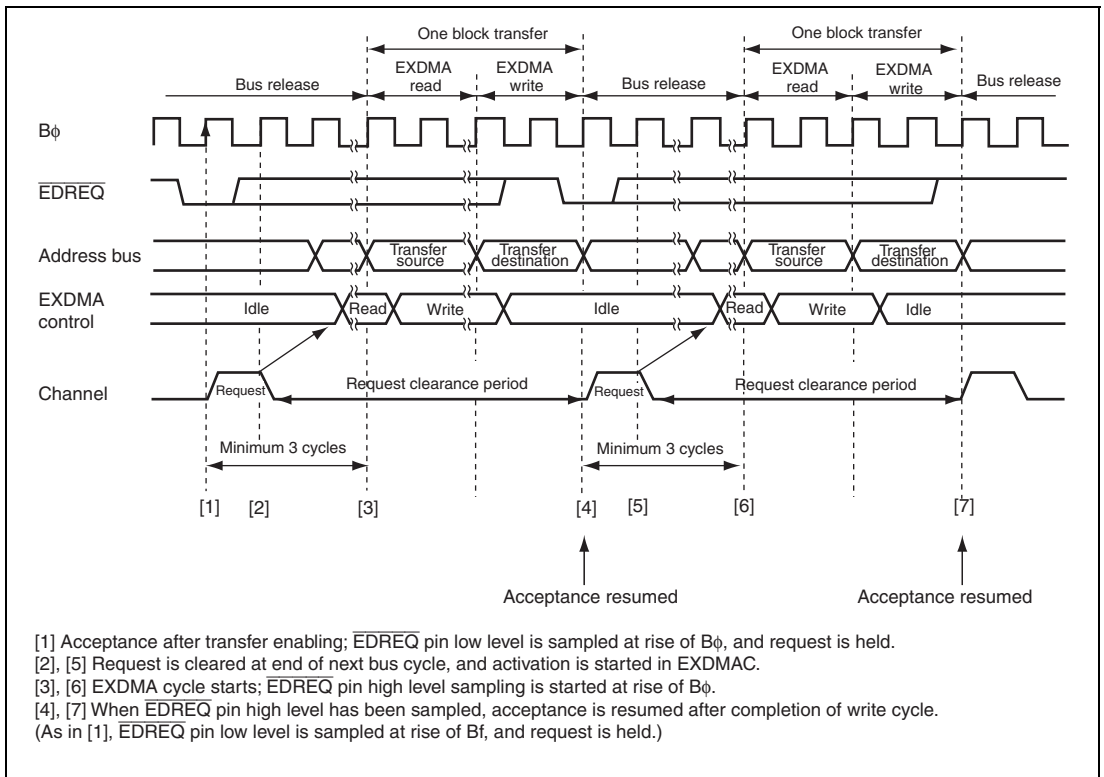 One block transfer One block transfer
Bus release EXDMA read EXDMA write Bus release EXDMA read EXDMA write Bus release
Bϕ
EDREQ
Address bus Transfer source Transfer destination Transfer source Transfer destination
EXDMA control Idle Read Write Idle Read Write Idle
Channel Request Request clearance period Request Request clearance period
Minimum 3 cycles Minimum 3 cycles
[1] [2] [3] [4] [5] [6] [7]
Acceptance resumed Acceptance resumed
[1] Acceptance after transfer enabling; EDREQ pin low level is sampled at rise of Bϕ, and request is held.
[2], [5] Request is cleared at end of next bus cycle, and activation is started in EXDMAC.
[3], [6] EXDMA cycle starts; EDREQ pin high level sampling is started at rise of Bϕ.
[4], [7] When EDREQ pin high level has been sampled, acceptance is resumed after completion of write cycle.
(As in [1], EDREQ pin low level is sampled at rise of Bf, and request is held.)